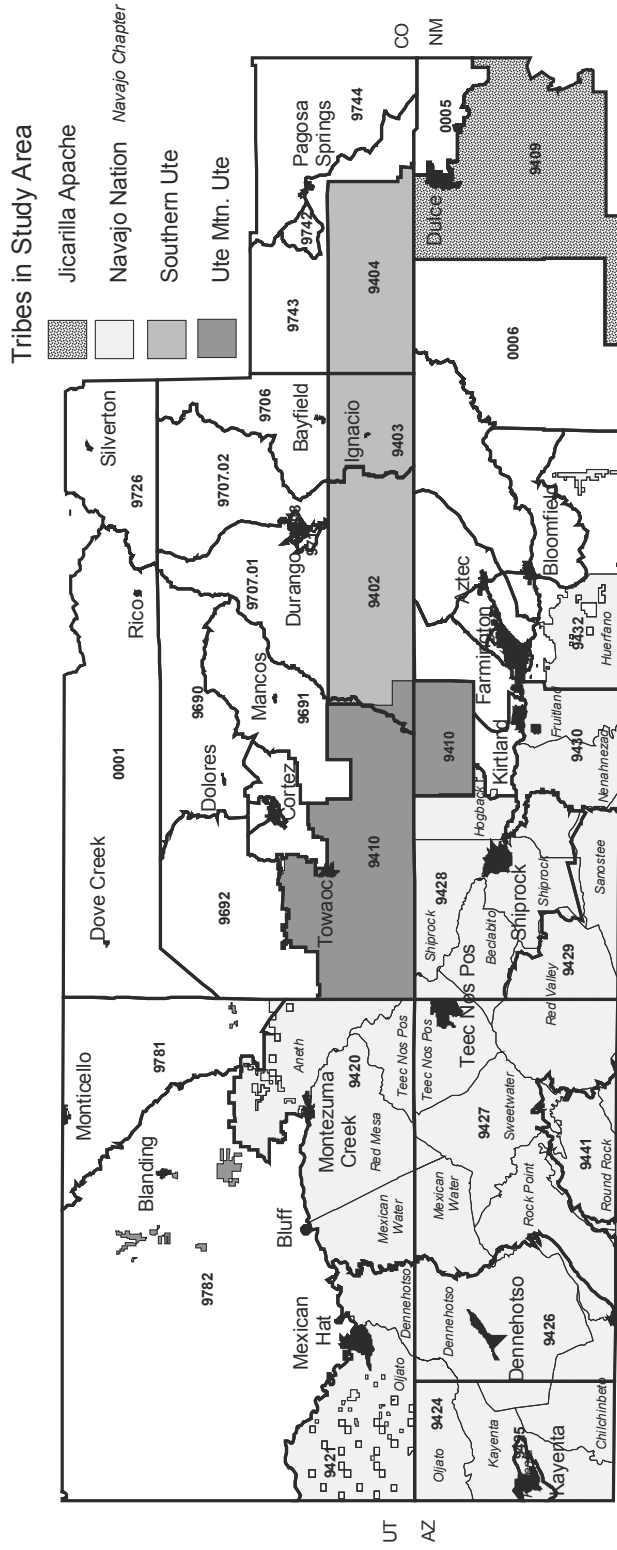 Tribes in Study Area
Jicarilla Apache
Navajo Nation Navajo Chapter
Southern Ute
Ute Mtn. Ute
UT
AZ
CO
NM
Monticello
9781
Blanding
9782
Bluff
Mexican
Hat
Montezuma
Creek
Aneth
9420
Red Mesa
Teec Nos Pos
Mexican
Water
Dennehotso
Oljato
9421
Dove Creek
0001
Rico
Silverton
9726
9692
Dolores
9690
Mancos
9691
Cortez
Towaoc
9410
9707.01
Durango
9707.02
9706
Bayfield
Ignacio
9403
9402
9743
9742
Pagosa
Springs
9744
9404
Oljato
9424
Kayenta
9425
Kayenta
Chilchinbeto
Dennehotso
Dennehotso
9426
Mexican
Water
Rock Point
Teec Nos Pos
9427
Sweetwater
9441
Round Rock
Teec Nos Pos
Shiprock
9428
Beclabito
Shiprock
Shiprock
Red Valley
9429
Sanostee
Hogback
9410
Kirtland
Farmington
Aztec
Fruitland
9430
Nenahnezad
9432
Huerfano
Bloomfield
0006
Dulce
0005
9409